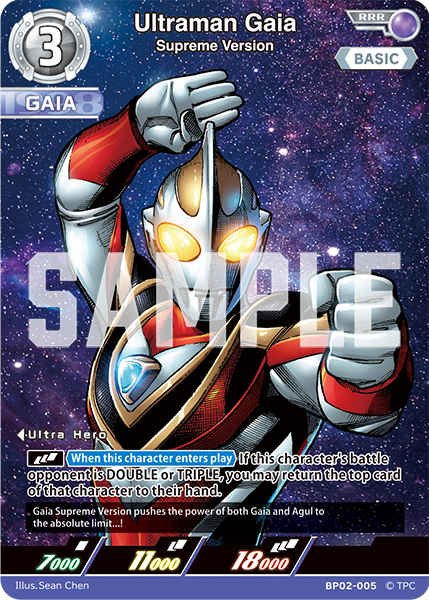 3
Ultraman Gaia
Supreme Version
RRR
BASIC
1998
GAIA
SAMPLE
Ultra Hero
When this character enters play If this character's battle
opponent is DOUBLE or TRIPLE, you may return the top card
of that character to their hand.
Gaia Supreme Version pushes the power of both Gaia and Agul to
the absolute limit...!
7000 11000 18000
Illus. Sean Chen BP02-005 © TPC